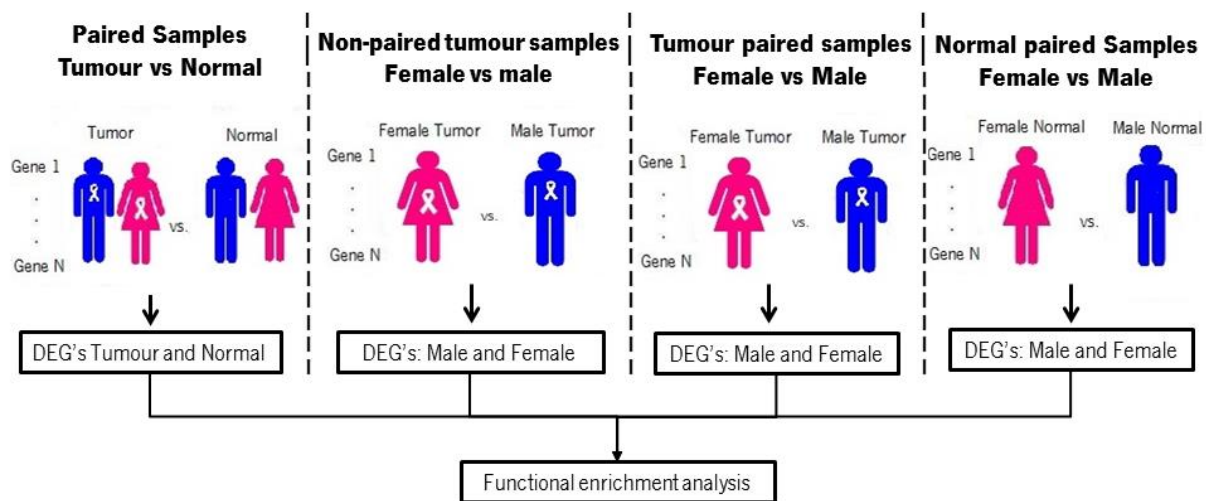 Paired Samples
Tumour vs Normal
Tumor
Normal
Gene 1
.
.
.
Gene N
vs.
DEG's Tumour and Normal
Non-paired tumour samples
Female vs male
Female Tumor
Male Tumor
Gene 1
.
.
.
Gene N
vs.
DEG's: Male and Female
Tumour paired samples
Female vs Male
Female Tumor
Male Tumor
Gene 1
.
.
.
Gene N
vs.
DEG's: Male and Female
Normal paired Samples
Female vs Male
Female Normal
Male Normal
Gene 1
.
.
.
Gene N
vs.
DEG's: Male and Female
Functional enrichment analysis